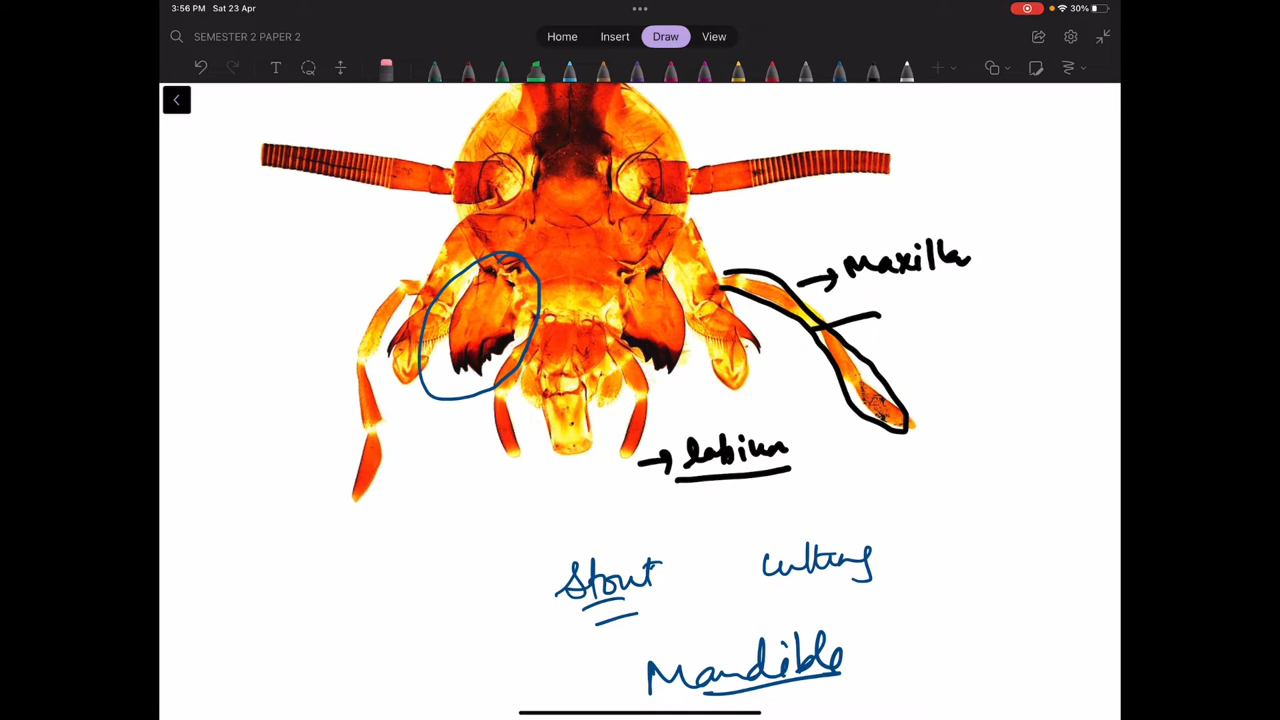 3:56 PM Sat 23 Apr
30%
SEMESTER 2 PAPER 2
Home Insert Draw View
T
→ Maxilla
→ labium
Stout cutting
Mandible